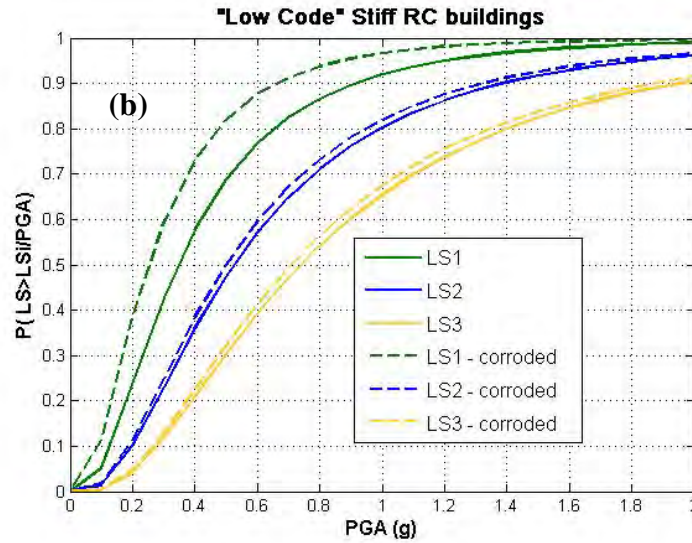 "Low Code" Stiff RC buildings
(b)
P( LS>LSi/PGA)
1
0.9
0.8
0.7
0.6
0.5
0.4
0.3
0.2
0.1
0
LS1
LS2
LS3
LS1 - corroded
LS2 - corroded
LS3 - corroded
0 0.2 0.4 0.6 0.8 1 1.2 1.4 1.6 1.8 2
PGA (g)